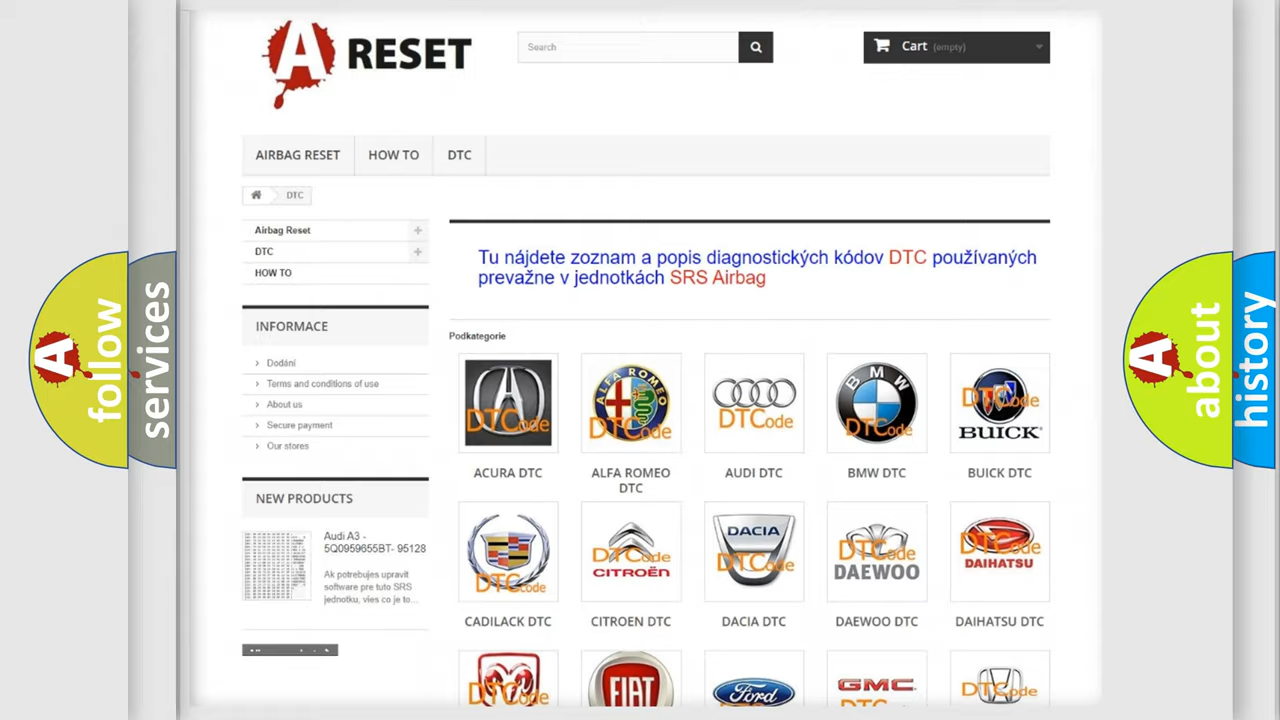 A RESET
Search
Cart (empty)
AIRBAG RESET
HOW TO
DTC
DTC
Airbag Reset
DTC
HOW TO
INFORMACE
Dodání
Terms and conditions of use
About us
Secure payment
Our stores
NEW PRODUCTS
Audi A3 -
5Q0959655BT- 95128
Ak potrebujes upravit
software pre tuto SRS
jednotku, vies co je to...
Tu nájdete zoznam a popis diagnostických kódov DTC používaných
prevažne v jednotkách SRS Airbag
Podkategorie
DTCode
ALFA ROMEO
DTCode
DTCode
BMW
DTCode
DTCode
BUICK
ACURA DTC
ALFA ROMEO
DTC
AUDI DTC
BMW DTC
BUICK DTC
DTCode
DTCode
CITROËN
DACIA
DTCode
DTCode
DAEWOO
DTCode
DAIHATSU
CADILACK DTC
CITROEN DTC
DACIA DTC
DAEWOO DTC
DAIHATSU DTC
DTCode
FIAT
Ford
GMC
DTCode
A
follow
services
A
about
history